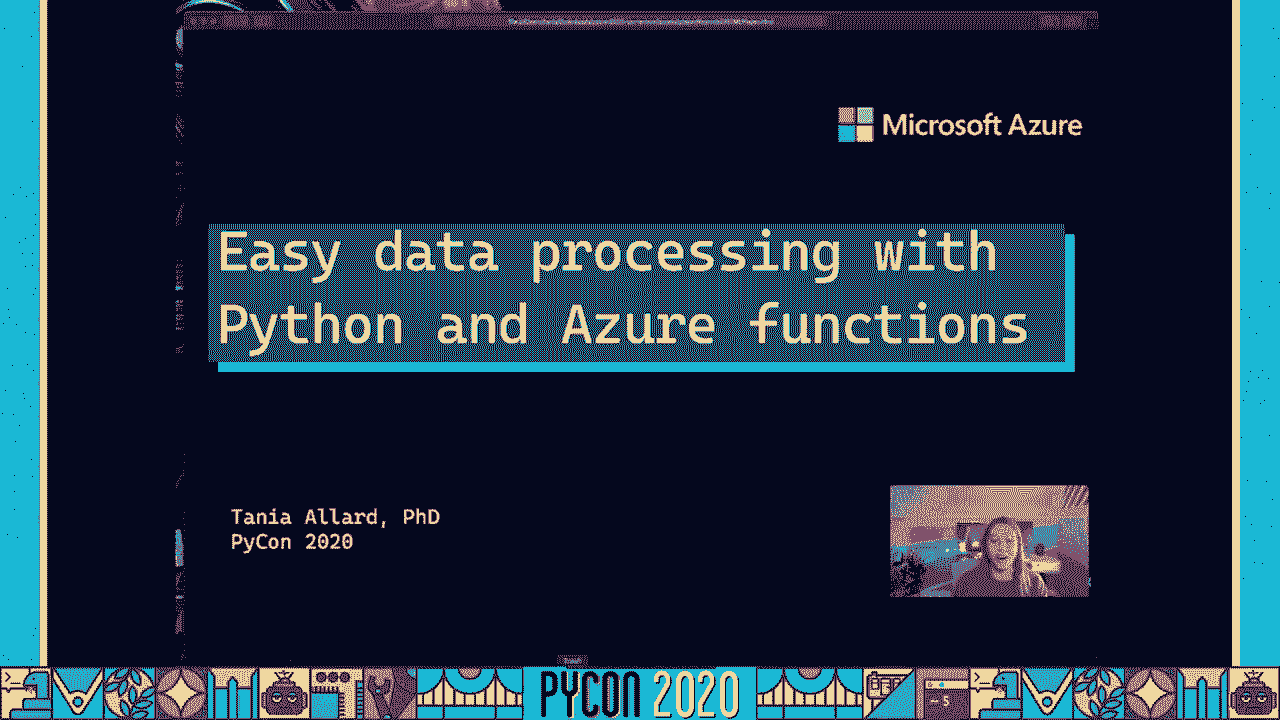 Microsoft Azure
Easy data processing with
Python and Azure functions
Tania Allard, PhD
PyCon 2020
PYCON 2020